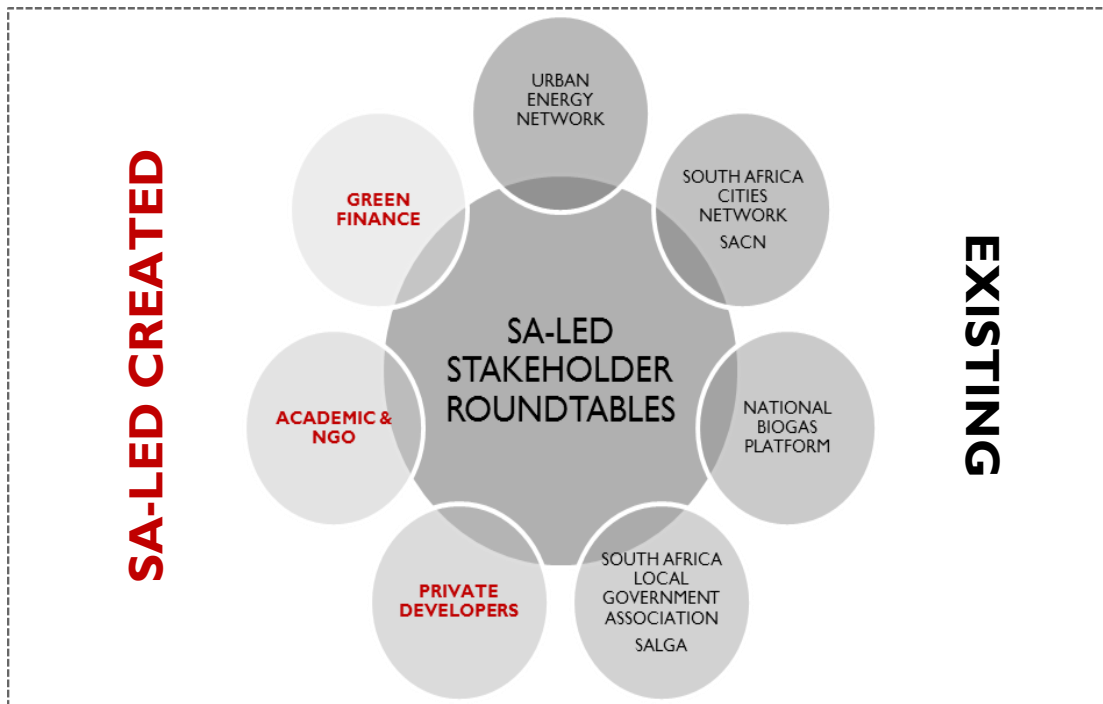 SA-LED CREATED
URBAN
ENERGY
NETWORK
SOUTH AFRICA
CITIES
NETWORK
SACN
NATIONAL
BIOGAS
PLATFORM
SOUTH AFRICA
LOCAL
GOVERNMENT
ASSOCIATION
SALGA
PRIVATE
DEVELOPERS
ACADEMIC &
NGO
GREEN
FINANCE
SA-LED
STAKEHOLDER
ROUNDTABLES
EXISTING